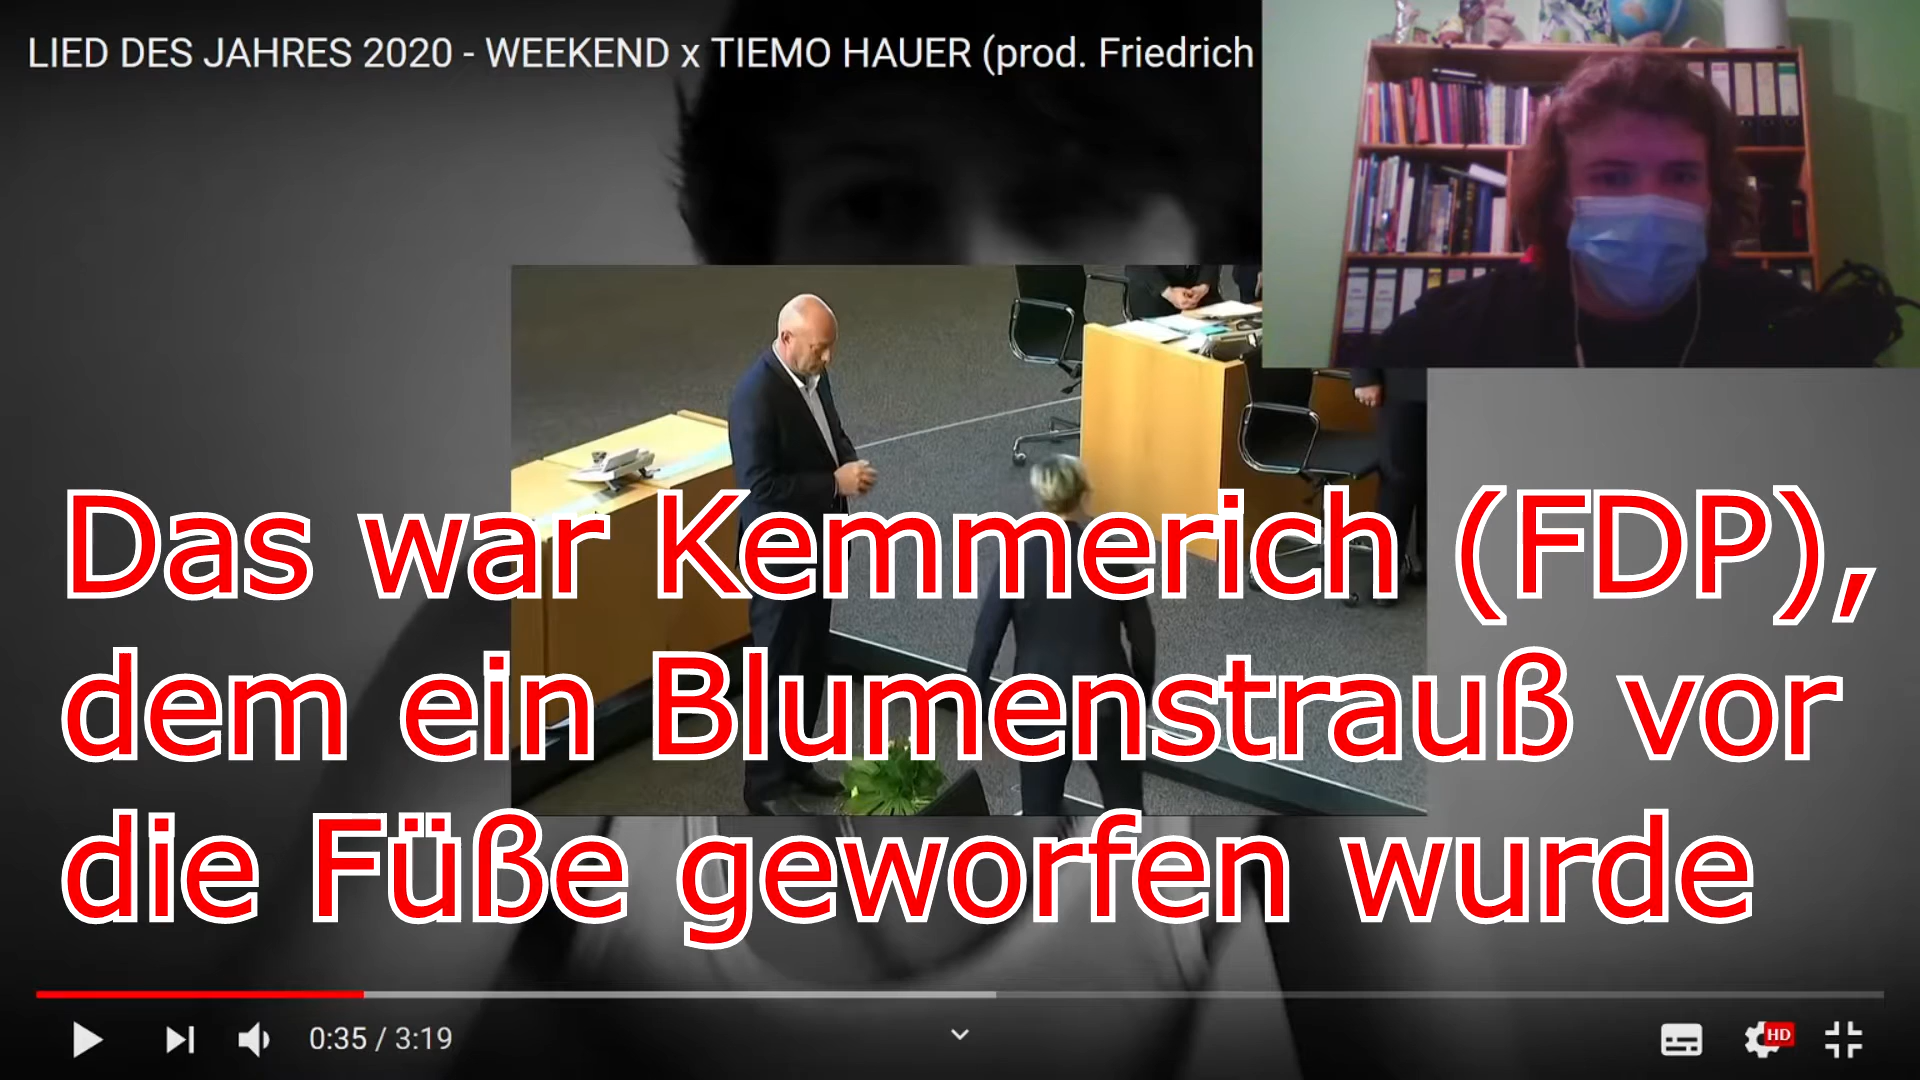 LIED DES JAHRES 2020 - WEEKEND x TIEMO HAUER (prod. Friedrich
Das war Kemmerich (FDP),
dem ein Blumenstrauß vor
die Füße geworfen wurde
0:35 / 3:19
HD